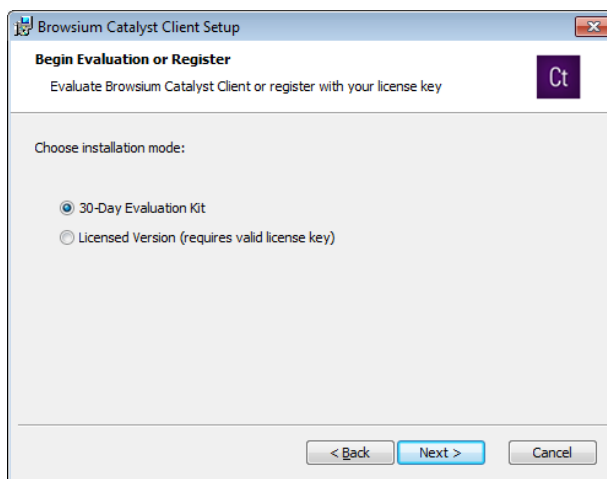 Browsium Catalyst Client Setup
Begin Evaluation or Register
Evaluate Browsium Catalyst Client or register with your license key
Ct
Choose installation mode:
30-Day Evaluation Kit
Licensed Version (requires valid license key)
< Back
Next >
Cancel